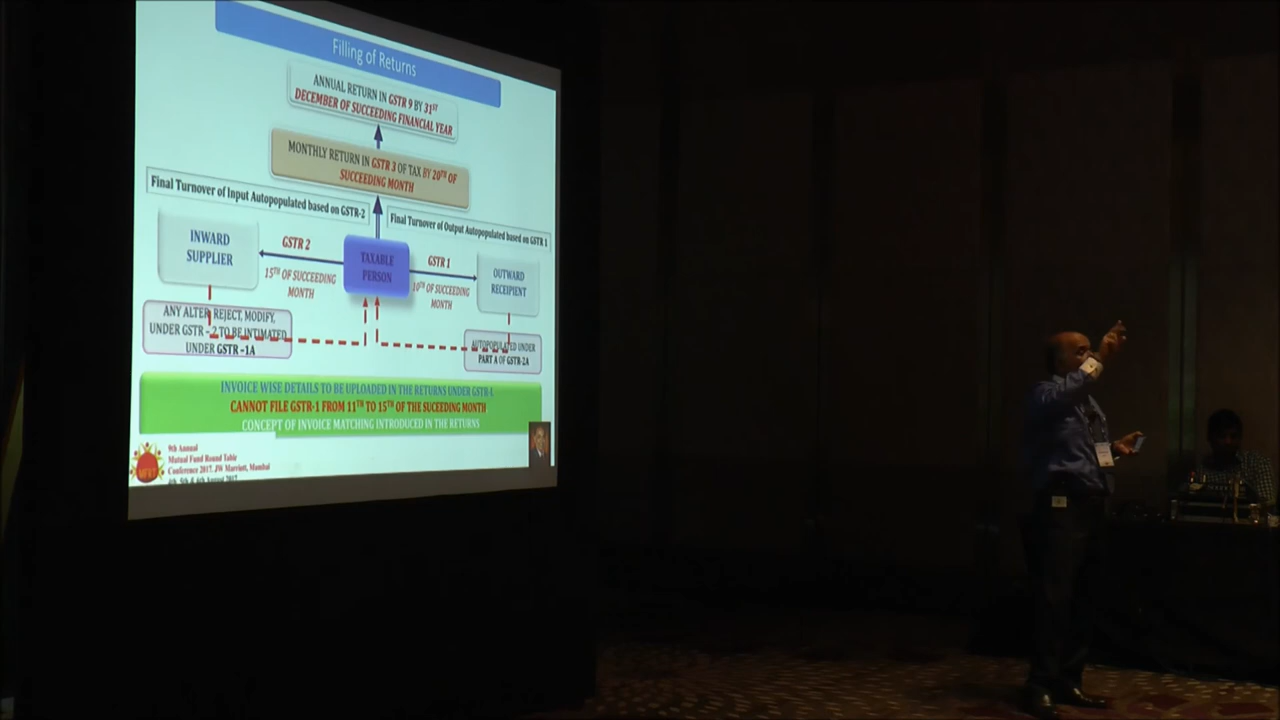 Filling of Returns
ANNUAL RETURN IN GSTR 9 BY 31ST
DECEMBER OF SUCCEEDING FINANCIAL YEAR
MONTHLY RETURN IN GSTR 3 OF TAX BY 20TH OF
SUCCEEDING MONTH
Final Turnover of Input Autopopulated based on GSTR-2
Final Turnover of Output Autopopulated based on GSTR 1
INWARD
SUPPLIER
GSTR 2
15TH OF SUCCEEDING
MONTH
TAXABLE
PERSON
GSTR 1
10TH OF SUCCEEDING
MONTH
OUTWARD
RECEIPIENT
ANY ALTER, REJECT, MODIFY,
UNDER GSTR – 2 TO BE INTIMATED
UNDER GSTR –1A
AUTOPOPULATED UNDER
PART A OF GSTR-2A
INVOICE WISE DETAILS TO BE UPLOADED IN THE RETURNS UNDER GSTR-1
CANNOT FILE GSTR-1 FROM 11TH TO 15TH OF THE SUCEEDING MONTH
CONCEPT OF INVOICE MATCHING INTRODUCED IN THE RETURNS
9th Annual
Mutual Fund Round Table
Conference 2017. JW Marriott, Mumbai
4th, 5th & 6th August 2017